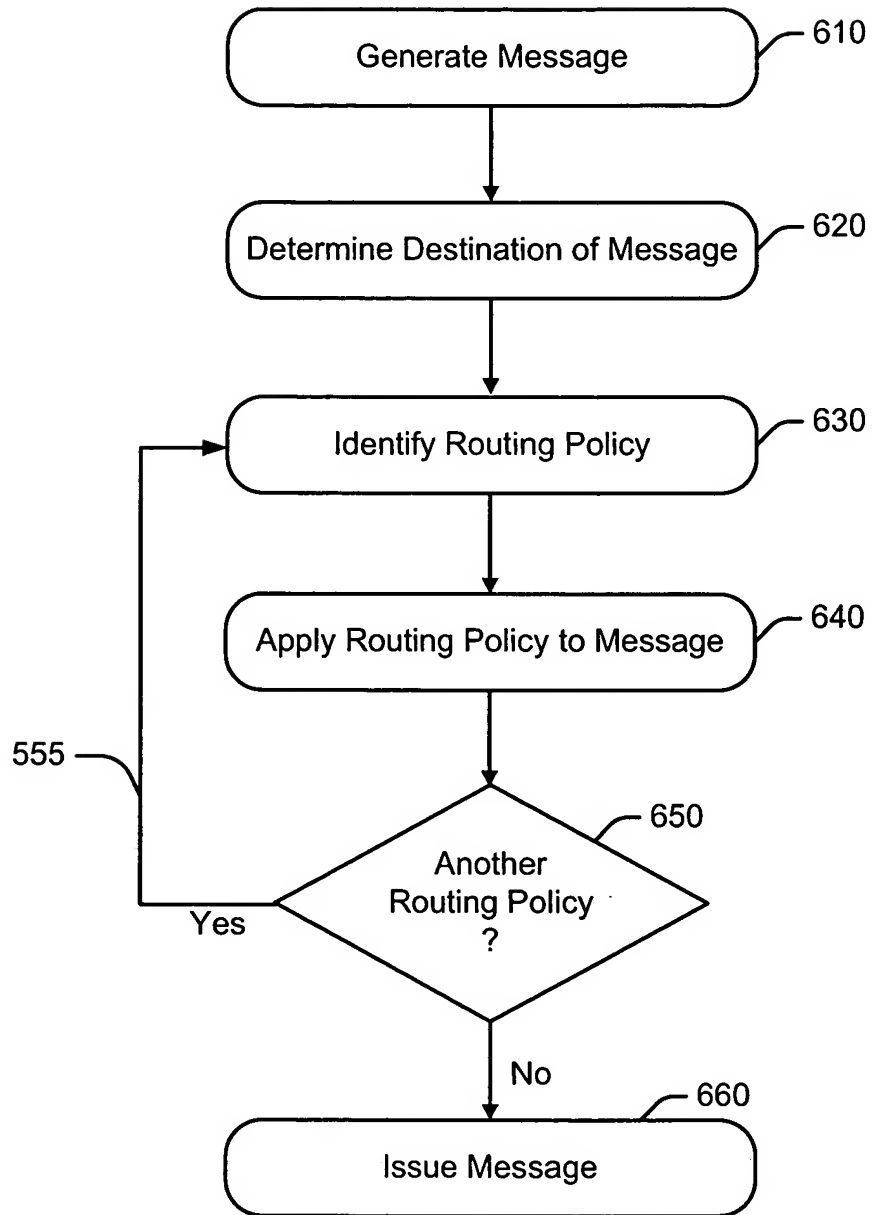 Generate Message
610
Determine Destination of Message
620
Identify Routing Policy
630
Apply Routing Policy to Message
640
555
650
Another
Routing Policy
?
Yes
No
660
Issue Message